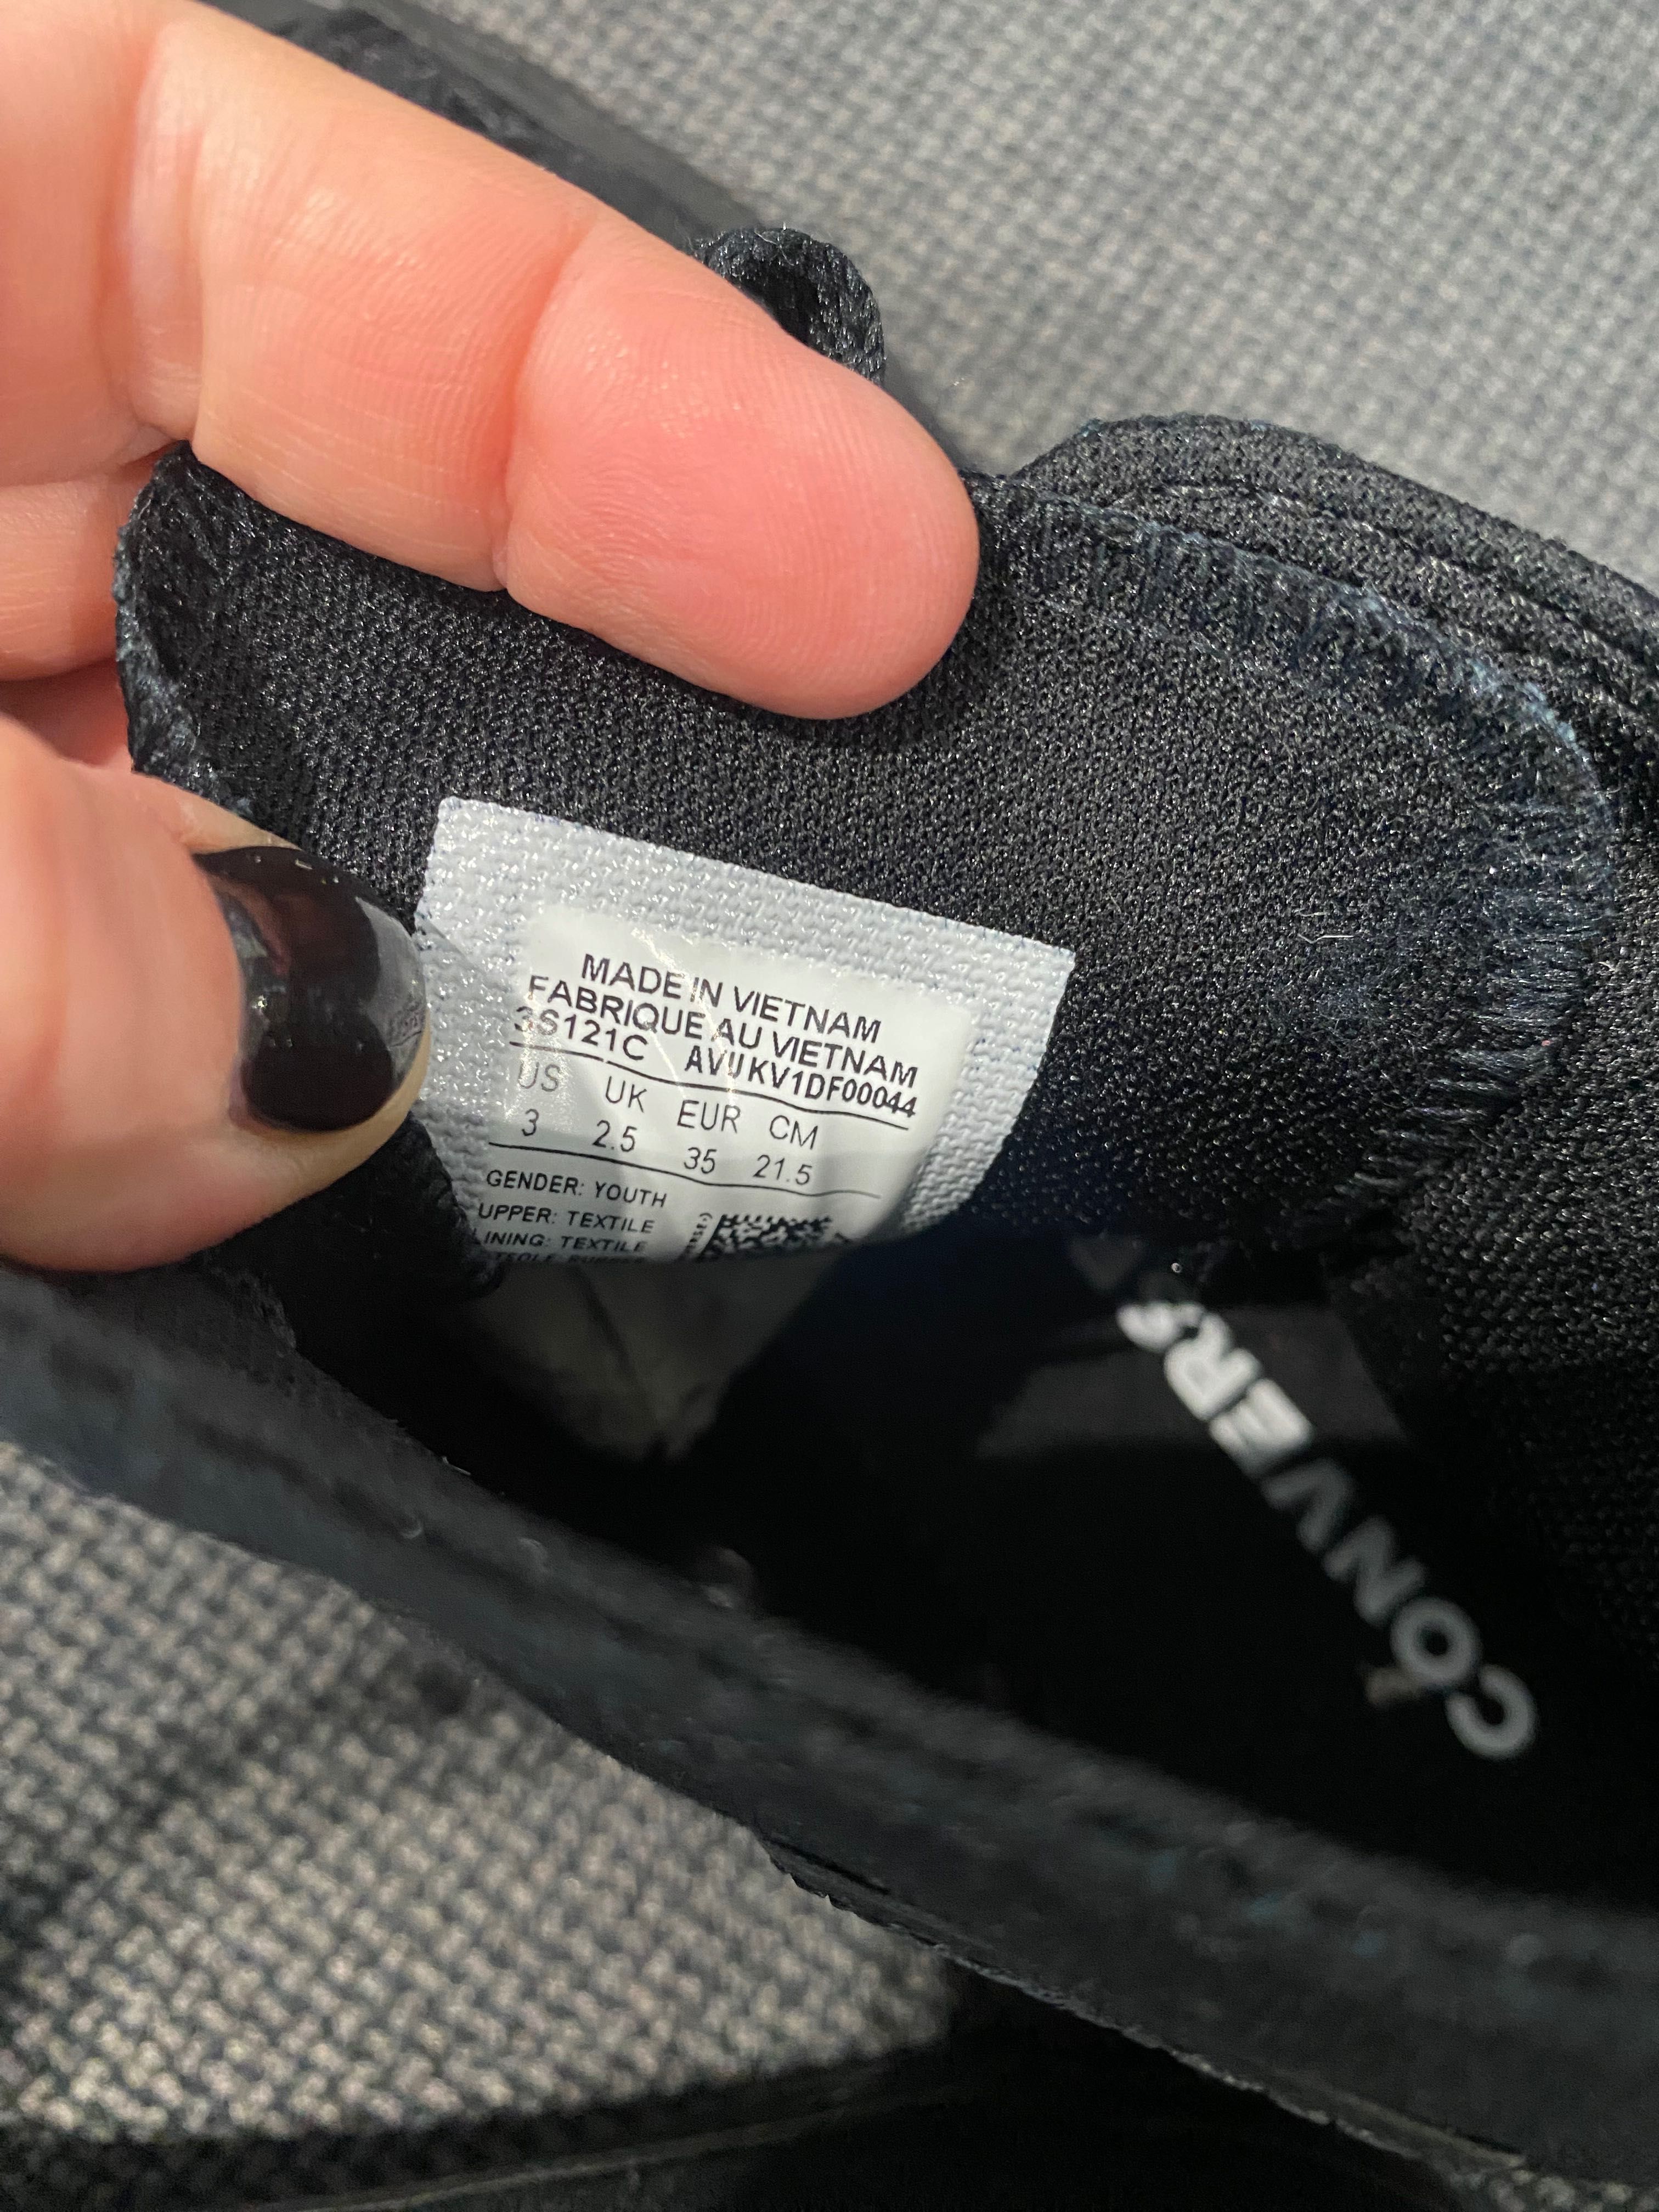 MADE IN VIETNAM
FABRIQUE AU VIETNAM
3S121C AVUKV1DF00044
US UK EUR CM
3 2.5 35 21.5
GENDER: YOUTH
UPPER: TEXTILE
LINING: TEXTILE
CONVERS